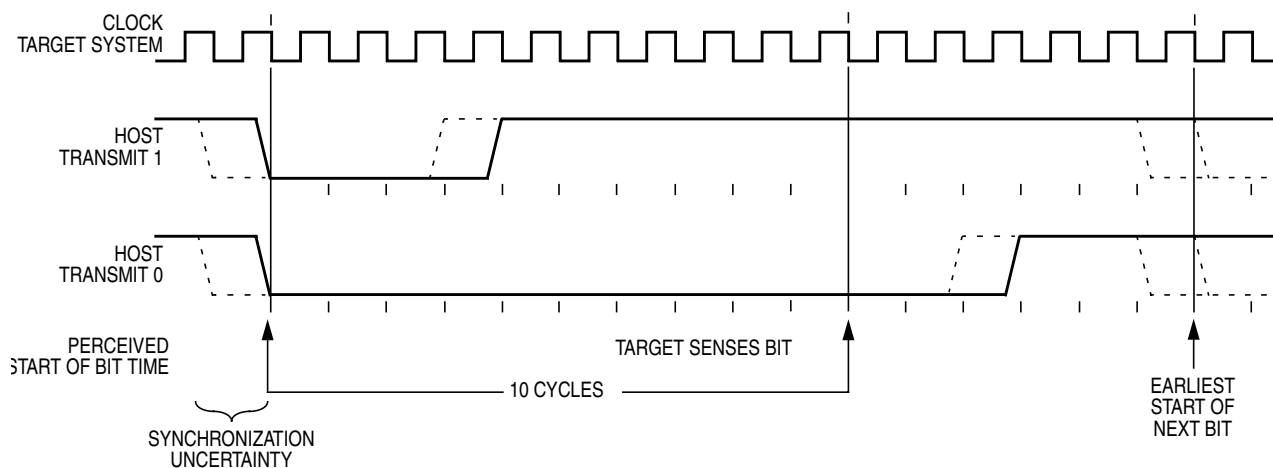 CLOCK
TARGET SYSTEM
HOST
TRANSMIT 1
HOST
TRANSMIT 0
PERCEIVED
START OF BIT TIME
TARGET SENSES BIT
10 CYCLES
EARLIEST
START OF
NEXT BIT
SYNCHRONIZATION
UNCERTAINTY